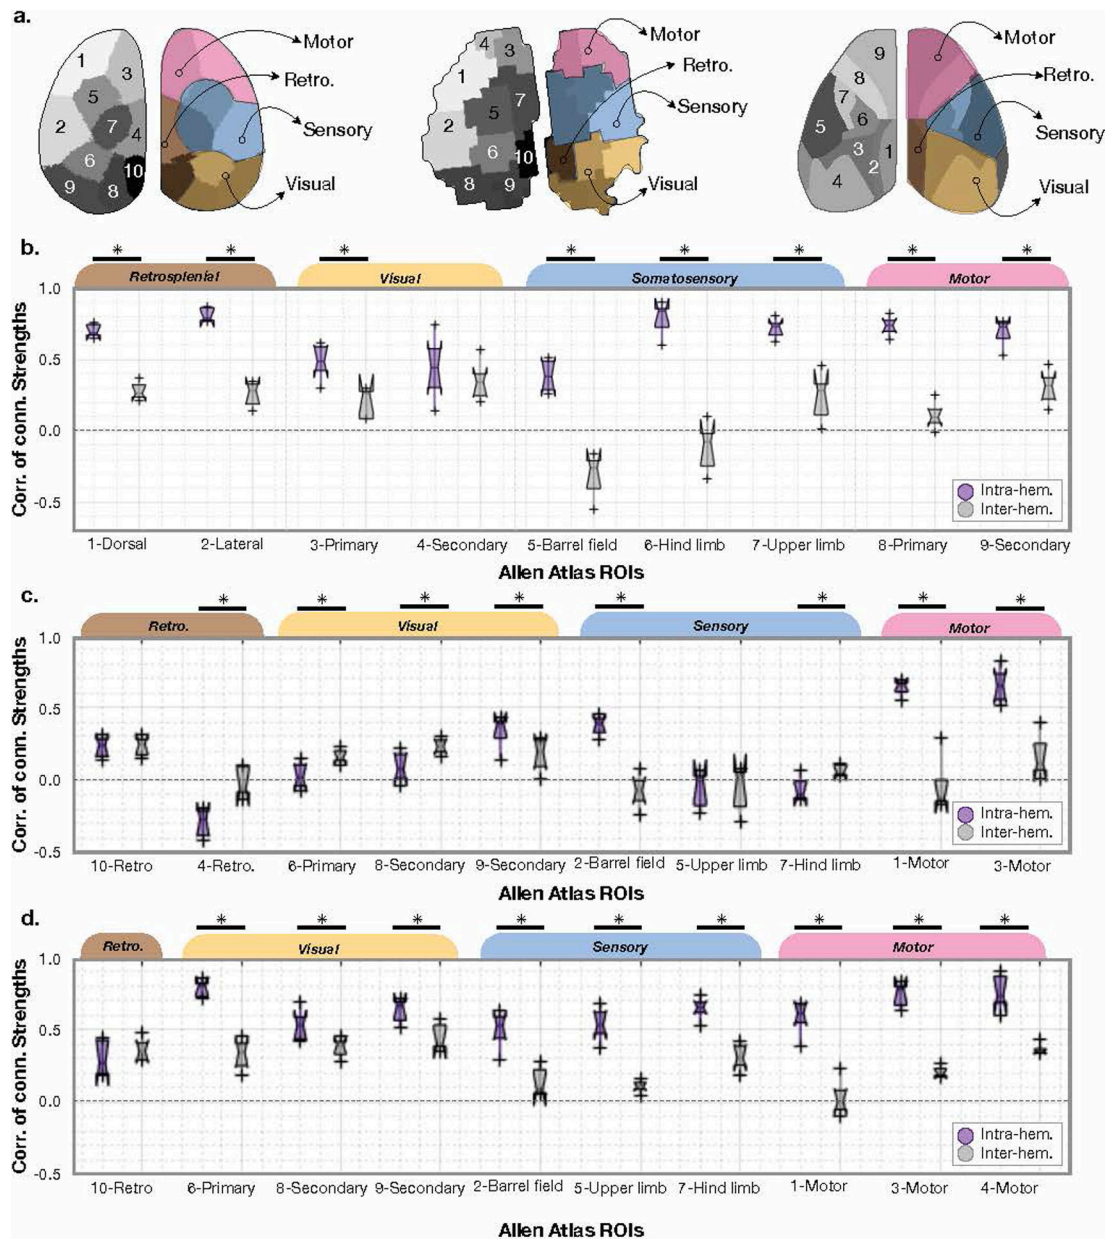 a.
1
3
5
2
7
4
6
10
9
8
Motor
Retro.
Sensory
Visual
4
3
1
7
5
2
6
10
8
9
Motor
Retro.
Sensory
Visual
9
8
7
6
5
3
2
1
4
Motor
Retro.
Sensory
Visual
b.
* * * * * * * *
Retrosplenial Visual Somatosensory Motor
Corr. of conn. Strengths
1.0
0.5
0.0
-0.5
Intra-hem.
Inter-hem.
1-Dorsal 2-Lateral 3-Primary 4-Secondary 5-Barrel field 6-Hind limb 7-Upper limb 8-Primary 9-Secondary
Allen Atlas ROIs
c.
* * * * * * * *
Retro. Visual Sensory Motor
Corr. of conn. Strengths
1.0
0.5
0.0
-0.5
Intra-hem.
Inter-hem.
10-Retro 4-Retro. 6-Primary 8-Secondary 9-Secondary 2-Barrel field 5-Upper limb 7-Hind limb 1-Motor 3-Motor
Allen Atlas ROIs
d.
* * * * * * * * *
Retro. Visual Sensory Motor
Corr. of conn. Strengths
1.0
0.5
0.0
-0.5
Intra-hem.
Inter-hem.
10-Retro 6-Primary 8-Secondary 9-Secondary 2-Barrel field 5-Upper limb 7-Hind limb 1-Motor 3-Motor 4-Motor
Allen Atlas ROIs